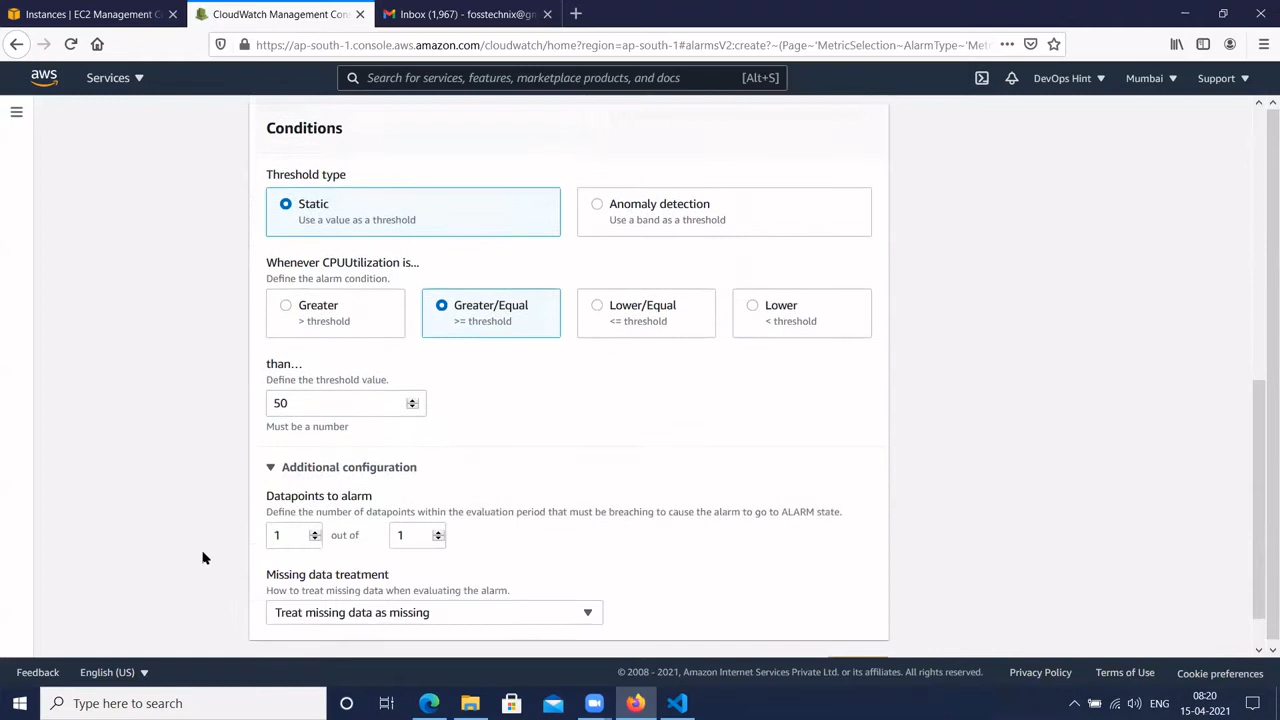 Instances | EC2 Management Co
CloudWatch Management Con
Inbox (1,967) - fosstechnix@gm
https://ap-south-1.console.aws.amazon.com/cloudwatch/home?region=ap-south-1#alarmsV2:create?~(Page~'MetricSelection~AlarmType~'Met
aws
Services
Search for services, features, marketplace products, and docs
[Alt+S]
DevOps Hint
Mumbai
Support
Conditions
Threshold type
Static
Use a value as a threshold
Anomaly detection
Use a band as a threshold
Whenever CPUUtilization is...
Define the alarm condition.
Greater
> threshold
Greater/Equal
>= threshold
Lower/Equal
<= threshold
Lower
< threshold
than…
Define the threshold value.
50
Must be a number
Additional configuration
Datapoints to alarm
Define the number of datapoints within the evaluation period that must be breaching to cause the alarm to go to ALARM state.
1 out of 1
Missing data treatment
How to treat missing data when evaluating the alarm.
Treat missing data as missing
Feedback
English (US)
© 2008 - 2021, Amazon Internet Services Private Ltd. or its affiliates. All rights reserved.
Privacy Policy
Terms of Use
Cookie preferences
Type here to search
ENG
08:20
15-04-2021